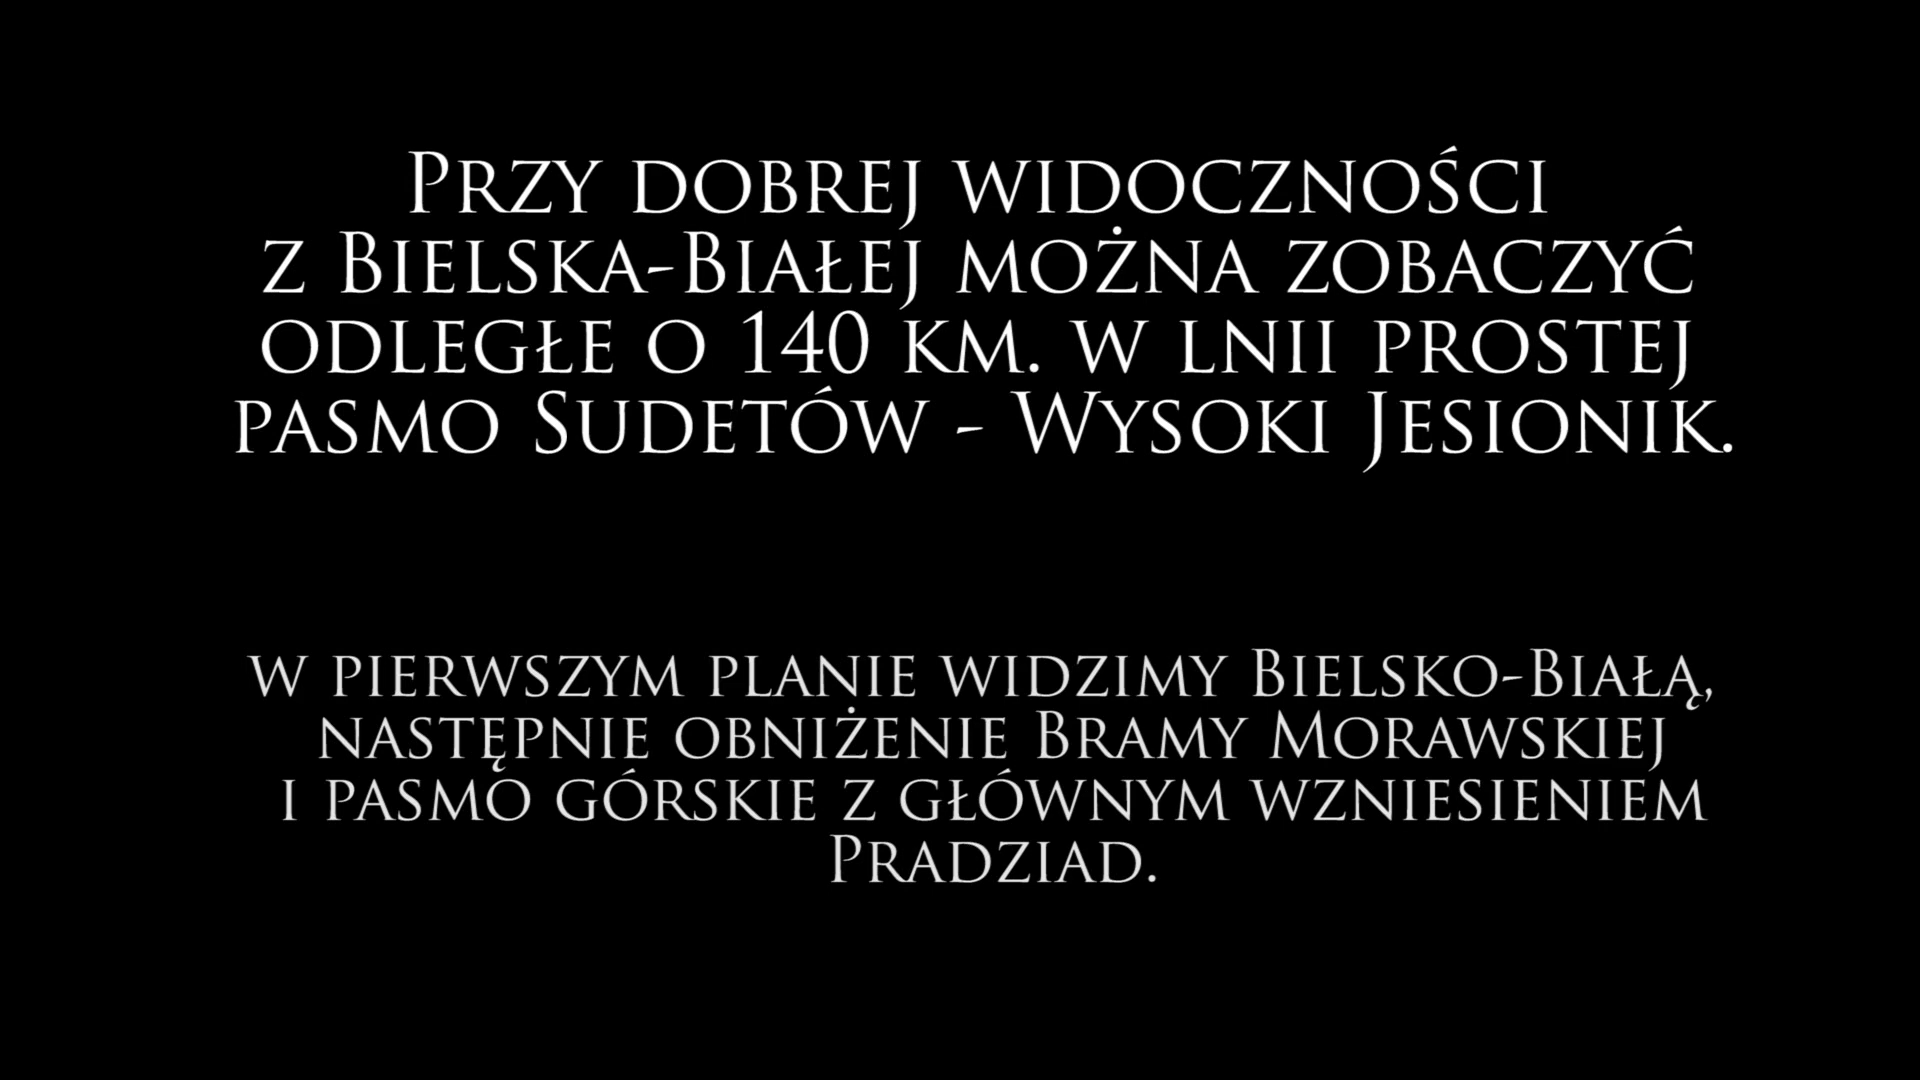 Przy dobrej widoczności
z Bielska-Białej można zobaczyć
odległe o 140 km. w lnii prostej
pasmo Sudetów - Wysoki Jesionik.
w pierwszym planie widzimy Bielsko-Białą,
następnie obniżenie Bramy Morawskiej
i pasmo górskie z głównym wzniesieniem
Pradziad.